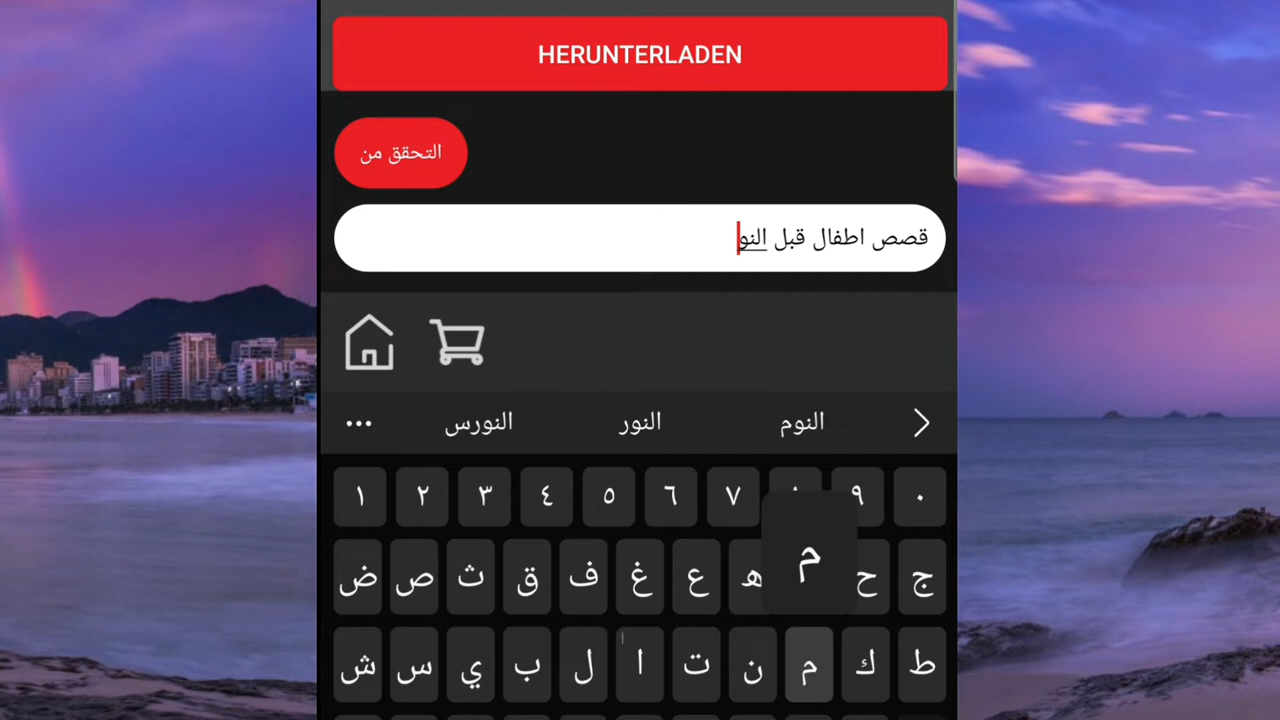 HERUNTERLADEN
التحقق من
قصص اطفال قبل النو
... النورس النور النوم
١ ٢ ٣ ٤ ٥ ٦ ٧ ٩ ٠
ض ص ث ق ف غ ع ه م ح ج
ش س ي ب ل ا ت ن م ك ط